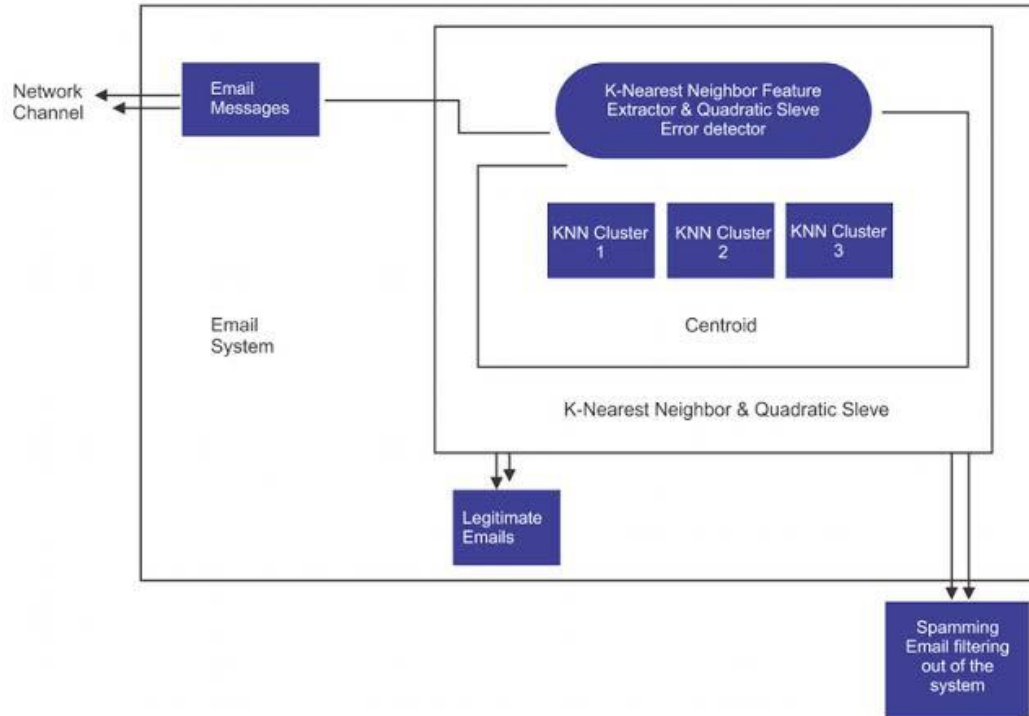 Network
Channel
Email
Messages
K-Nearest Neighbor Feature
Extractor & Quadratic Sleve
Error detector
KNN Cluster
1
KNN Cluster
2
KNN Cluster
3
Centroid
Email
System
K-Nearest Neighbor & Quadratic Sleve
Legitimate
Emails
Spamming
Email filtering
out of the
system